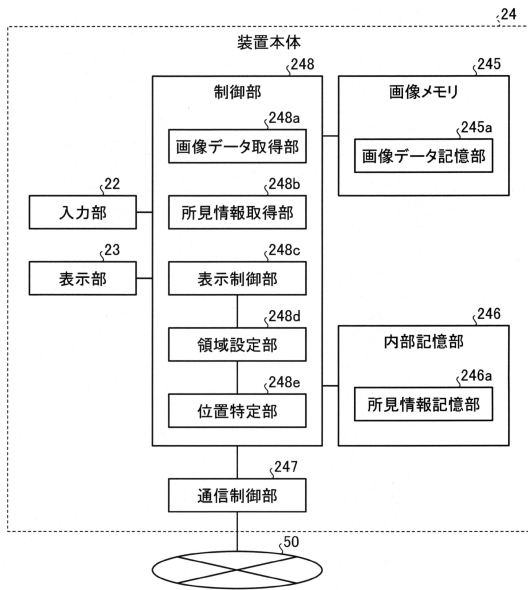 24
装置本体
248
制御部
248a
画像データ取得部
248b
所見情報取得部
248c
表示制御部
248d
領域設定部
248e
位置特定部
22
入力部
23
表示部
245
画像メモリ
245a
画像データ記憶部
246
内部記憶部
246a
所見情報記憶部
247
通信制御部
50